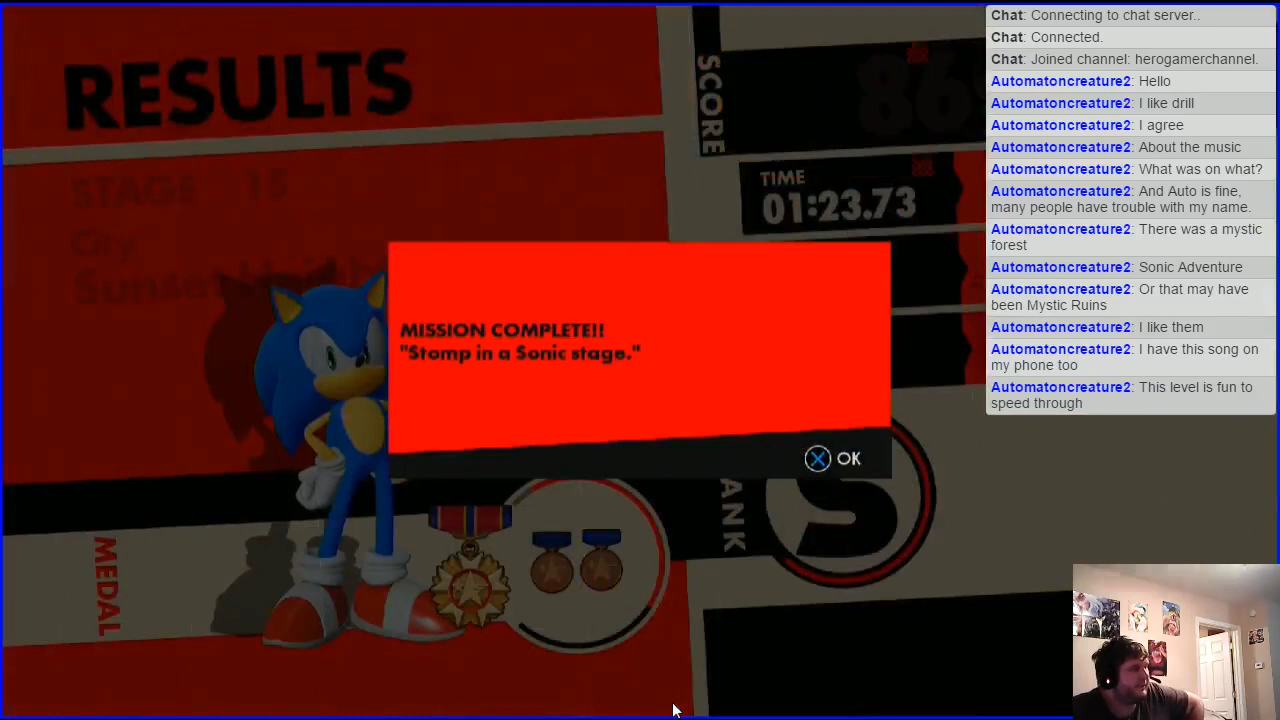 RESULTS
STAGE 15
City
SCORE
TIME
01:23.73
MISSION COMPLETE!!
"Stomp in a Sonic stage."
OK
MEDAL
S
Chat: Connecting to chat server..
Chat: Connected.
Chat: Joined channel: herogamerchannel.
Automatoncreature2: Hello
Automatoncreature2: I like drill
Automatoncreature2: I agree
Automatoncreature2: About the music
Automatoncreature2: What was on what?
Automatoncreature2: And Auto is fine,
many people have trouble with my name.
Automatoncreature2: There was a mystic
forest
Automatoncreature2: Sonic Adventure
Automatoncreature2: Or that may have
been Mystic Ruins
Automatoncreature2: I like them
Automatoncreature2: I have this song on
my phone too
Automatoncreature2: This level is fun to
speed through